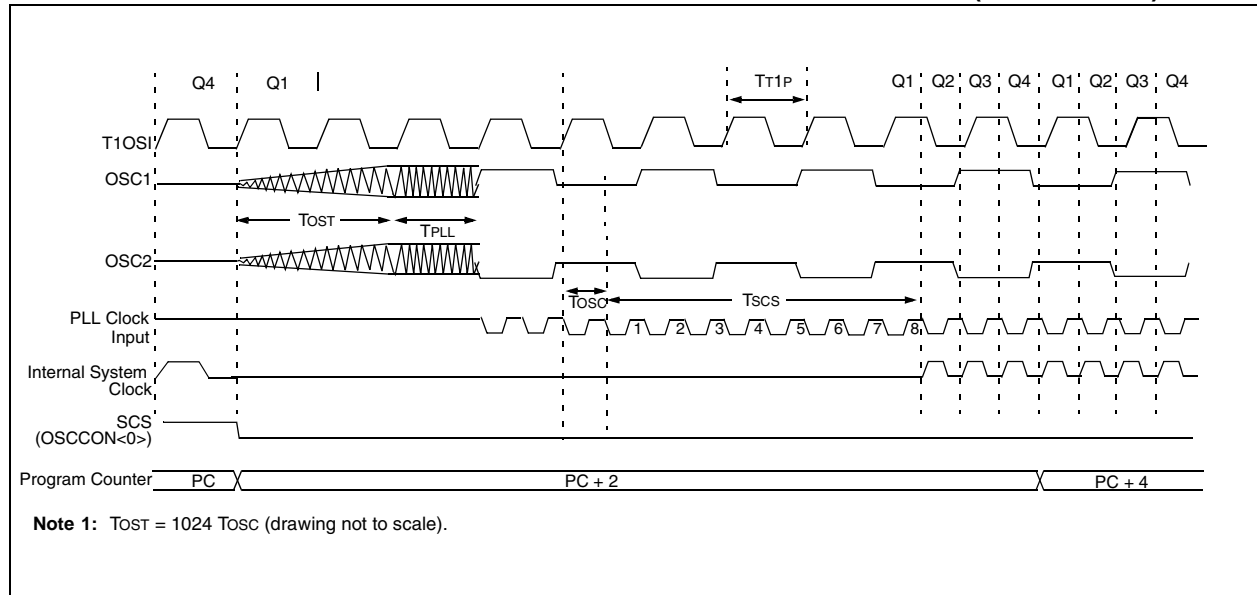 Q4 Q1 TT1P Q1 Q2 Q3 Q4 Q1 Q2 Q3 Q4
T1OSI
OSC1
TOST TPLL
OSC2
TOSC TSCS
PLL Clock
Input
1 2 3 4 5 6 7 8
Internal System
Clock
SCS
(OSCCON<0>)
Program Counter PC PC + 2 PC + 4
Note 1: TOST = 1024 TOSC (drawing not to scale).